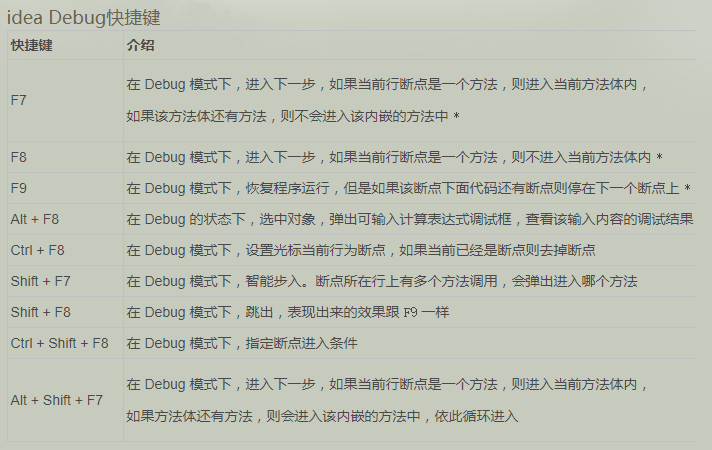 idea Debug快捷键
快捷键 介绍
F7 在 Debug 模式下，进入下一步，如果当前行断点是一个方法，则进入当前方法体内，
如果该方法体还有方法，则不会进入该内嵌的方法中 *
F8 在 Debug 模式下，进入下一步，如果当前行断点是一个方法，则不进入当前方法体内 *
F9 在 Debug 模式下，恢复程序运行，但是如果该断点下面代码还有断点则停在下一个断点上 *
Alt + F8 在 Debug 的状态下，选中对象，弹出可输入计算表达式调试框，查看该输入内容的调试结果
Ctrl + F8 在 Debug 模式下，设置光标当前行为断点，如果当前已经是断点则去掉断点
Shift + F7 在 Debug 模式下，智能步入。断点所在行上有多个方法调用，会弹出进入哪个方法
Shift + F8 在 Debug 模式下，跳出，表现出来的效果跟 F9 一样
Ctrl + Shift + F8 在 Debug 模式下，指定断点进入条件
Alt + Shift + F7 在 Debug 模式下，进入下一步，如果当前行断点是一个方法，则进入当前方法体内，
如果方法体还有方法，则会进入该内嵌的方法中，依此循环进入